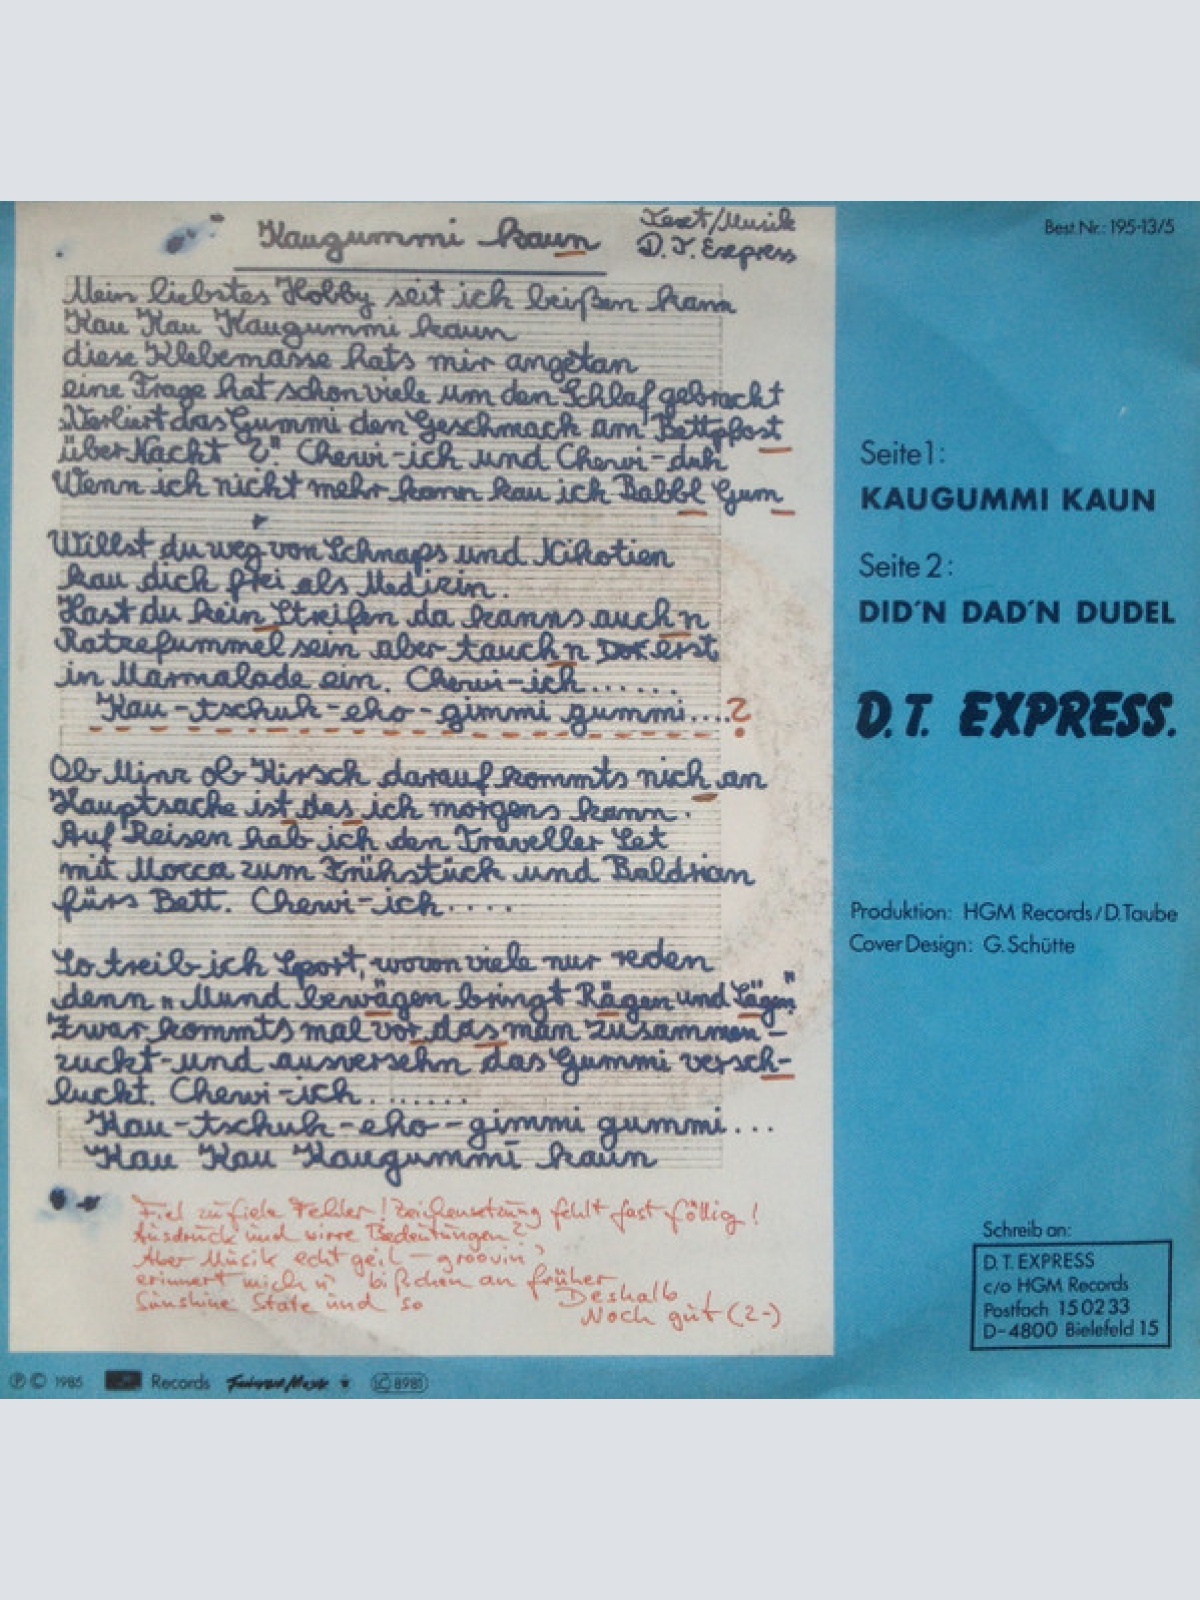 Kaugummi kaun
Text/Musik
D.T. Express
Mein liebstes Hobby seit ich beißen kann
Kau Kau Kaugummi kaun
diese Klebemasse hats mir angetan
eine Frage hat schon viele um den Schlaf gebracht
„Verliert das Gummi den Geschmack am Bettpfost
über Nacht ?" Chewi-ich und Chewi-duh
Wenn ich nicht mehr kann kau ich Babbl Gum
Willst du weg von Schnaps und Nikotien
kau dich frei als Medizin.
Hast du kein Streifen da kanns auch n
Ratzefummel sein aber tauch n erst
in Marmalade ein. Chewi-ich......
Kau-tschuk-eho-gimmi gummi....?
Ob Minz ob Kirsch darauf kommts nich an
Hauptsache ist das ich morgens kann.
Auf Reisen hab ich den Traveller Set
mit Mocca zum Frühstück und Baldrian
fürs Bett. Chewi-ich....
So treib ich Sport, wovon viele nur reden
denn „Mund bewägen bringt Rägen und Sägen"
Zwar kommts mal vor das man zusammen-
zuckt-und ausversehn das Gummi versch-
luckt. Chewi-ich.......
Kau-tschuk-eho-gimmi gummi...
Kau Kau Kaugummi kaun
Fiel zu fiele Fehler! Zeichensetzung fehlt fast föllig!
Ausdruck und wirre Bedeutungen?
Aber Musik echt geil - groovin'
erinnert mich n' bißchen an früher
Sunshine State und so
Deshalb
Noch gut (2-)
Best.Nr.: 195-13/5
Seite 1:
KAUGUMMI KAUN
Seite 2:
DID'N DAD'N DUDEL
D.T. EXPRESS.
Produktion: HGM Records/D.Taube
Cover Design: G.Schütte
Schreib an:
D.T. EXPRESS
c/o HGM Records
Postfach 15 02 33
D-4800 Bielefeld 15
℗ © 1985 Records LC 8981